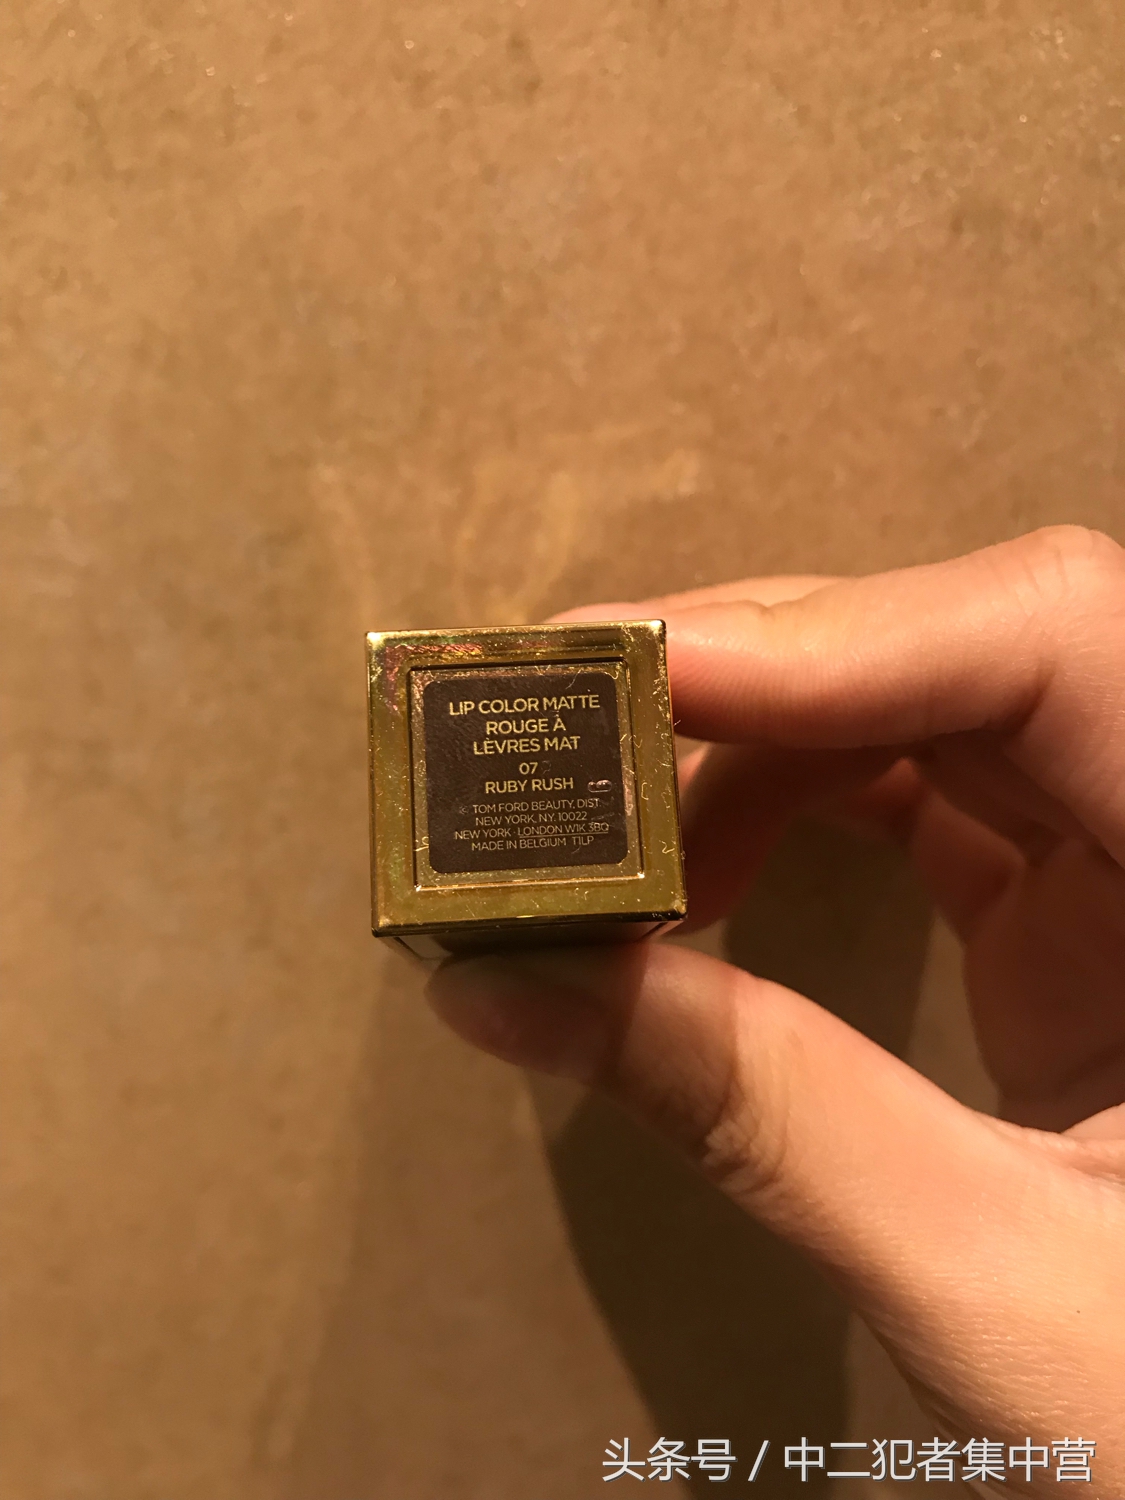 LIP COLOR MATTE
ROUGE À
LÈVRES MAT
07
RUBY RUSH
TOM FORD BEAUTY, DIST.
NEW YORK, N.Y. 10022
NEW YORK · LONDON W1K 3BQ
MADE IN BELGIUM T1LP
头条号 / 中二犯者集中营